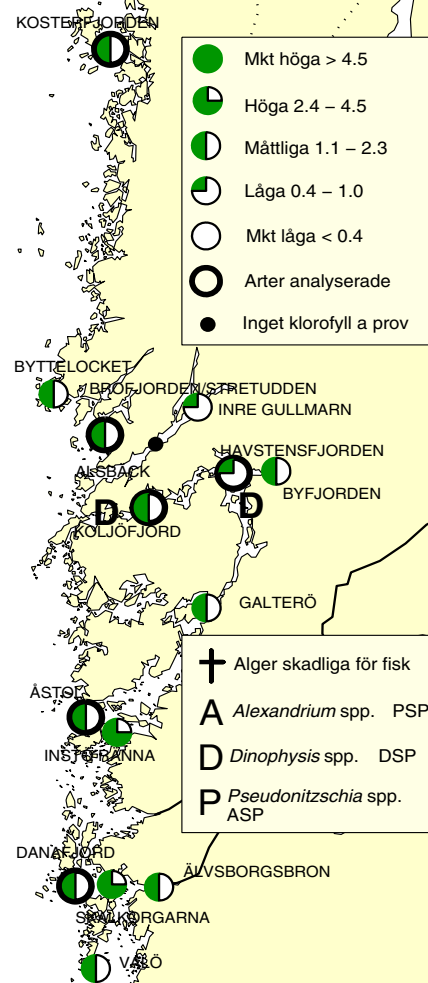 KOSTERFJORDEN
Mkt höga > 4.5
Höga 2.4 – 4.5
Måttliga 1.1 – 2.3
Låga 0.4 – 1.0
Mkt låga < 0.4
Arter analyserade
Inget klorofyll a prov
BYTTELOCKET
BROFJORDEN/STRETUDDEN
INRE GULLMARN
HAVSTENSFJORDEN
ALSBÄCK
BYFJORDEN
D
D
KOLJÖFJORD
GALTERÖ
Alger skadliga för fisk
ÅSTOL
A Alexandrium spp. PSP
INSTÖRÄNNA
D Dinophysis spp. DSP
P Pseudonitzschia spp.
ASP
DANAFJORD
ÄLVSBORGSBRON
SKALKORGARNA
VALÖ